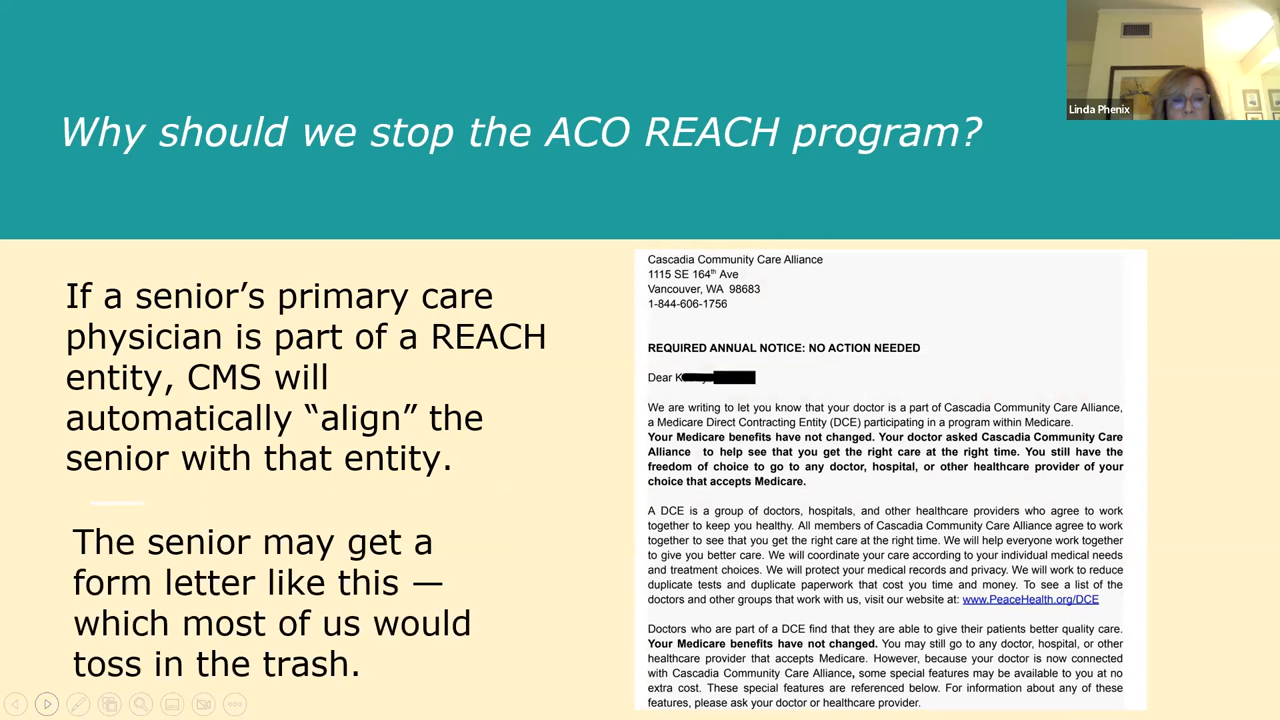 Why should we stop the ACO REACH program?
Linda Phenix
If a senior’s primary care
physician is part of a REACH
entity, CMS will
automatically “align” the
senior with that entity.
The senior may get a
form letter like this —
which most of us would
toss in the trash.
Cascadia Community Care Alliance
1115 SE 164th Ave
Vancouver, WA 98683
1-844-606-1756
REQUIRED ANNUAL NOTICE: NO ACTION NEEDED
Dear
We are writing to let you know that your doctor is a part of Cascadia Community Care Alliance,
a Medicare Direct Contracting Entity (DCE) participating in a program within Medicare.
Your Medicare benefits have not changed. Your doctor asked Cascadia Community Care
Alliance to help see that you get the right care at the right time. You still have the
freedom of choice to go to any doctor, hospital, or other healthcare provider of your
choice that accepts Medicare.
A DCE is a group of doctors, hospitals, and other healthcare providers who agree to work
together to keep you healthy. All members of Cascadia Community Care Alliance agree to work
together to see that you get the right care at the right time. We will help everyone work together
to give you better care. We will coordinate your care according to your individual medical needs
and treatment choices. We will protect your medical records and privacy. We will work to reduce
duplicate tests and duplicate paperwork that cost you time and money. To see a list of the
doctors and other groups that work with us, visit our website at: www.PeaceHealth.org/DCE
Doctors who are part of a DCE find that they are able to give their patients better quality care.
Your Medicare benefits have not changed. You may still go to any doctor, hospital, or other
healthcare provider that accepts Medicare. However, because your doctor is now connected
with Cascadia Community Care Alliance, some special features may be available to you at no
extra cost. These special features are referenced below. For information about any of these
features, please ask your doctor or healthcare provider.